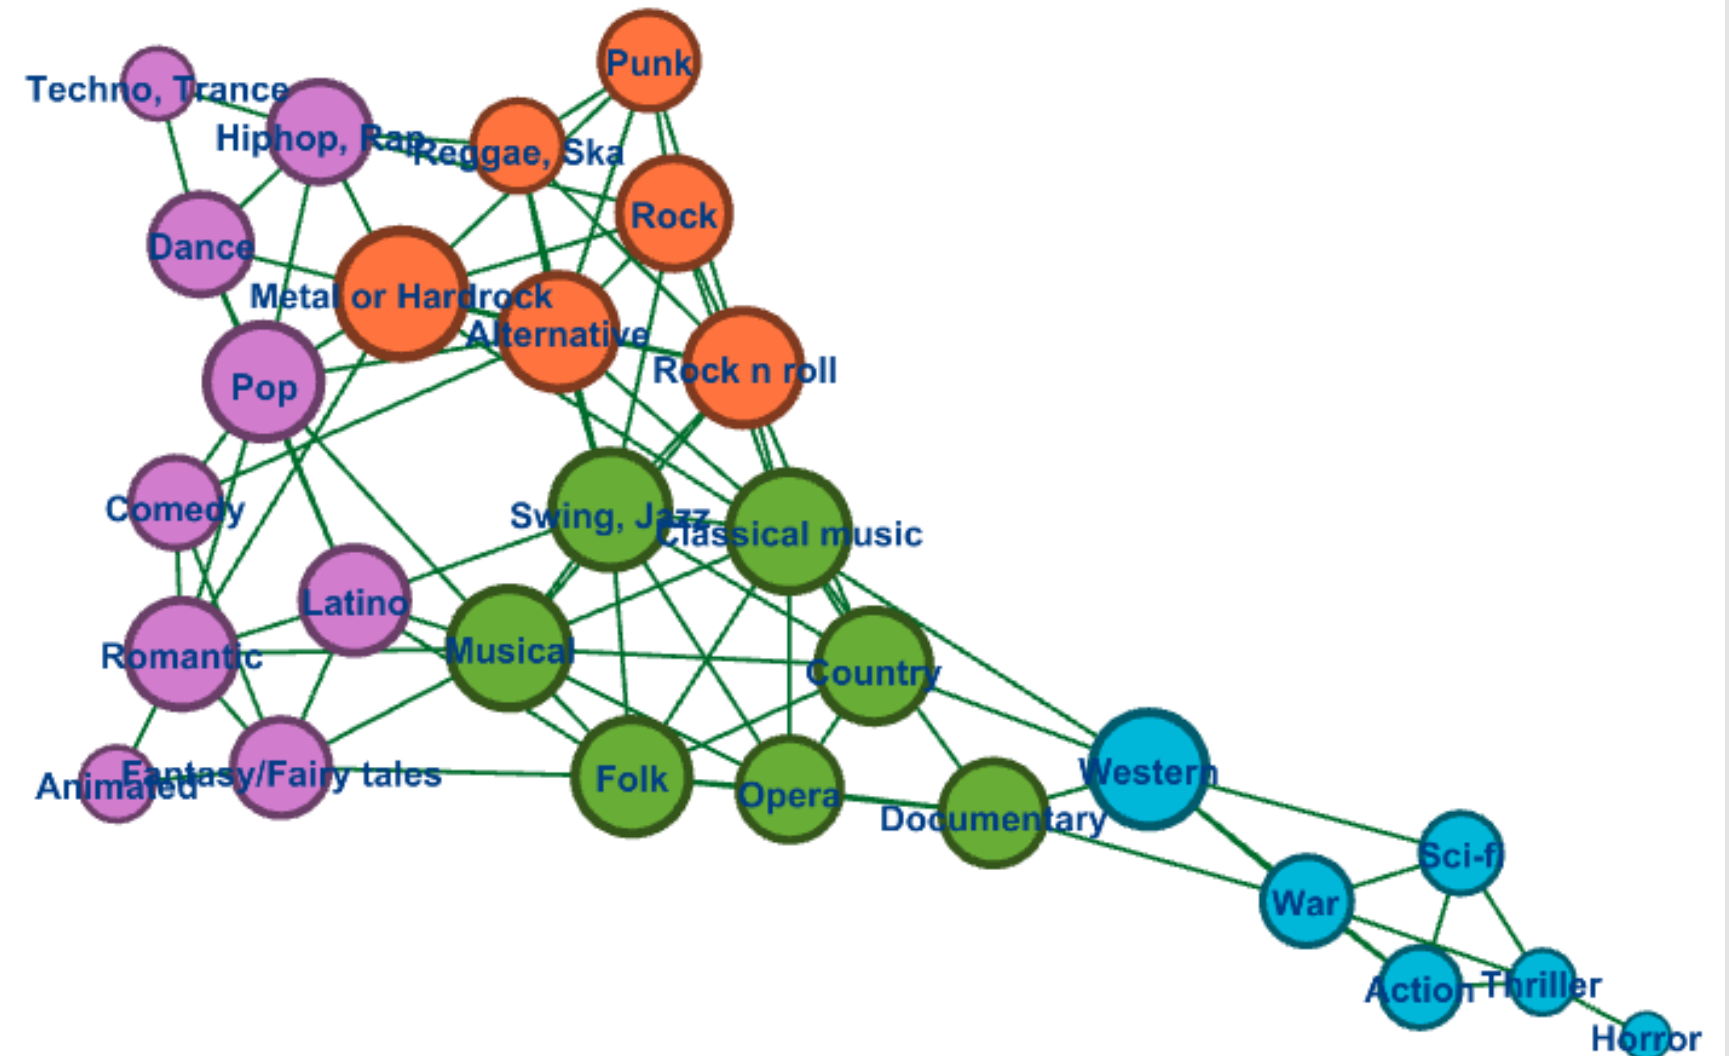 Punk
Techno, Trance
Hiphop, Rap
Reggae, Ska
Rock
Dance
Metal or Hardrock
Alternative
Rock n roll
Pop
Comedy
Swing, Jazz
Classical music
Latino
Romantic
Musical
Country
Animated
Fantasy/Fairy tales
Folk
Opera
Documentary
Western
Sci-fi
War
Action
Thriller
Horror